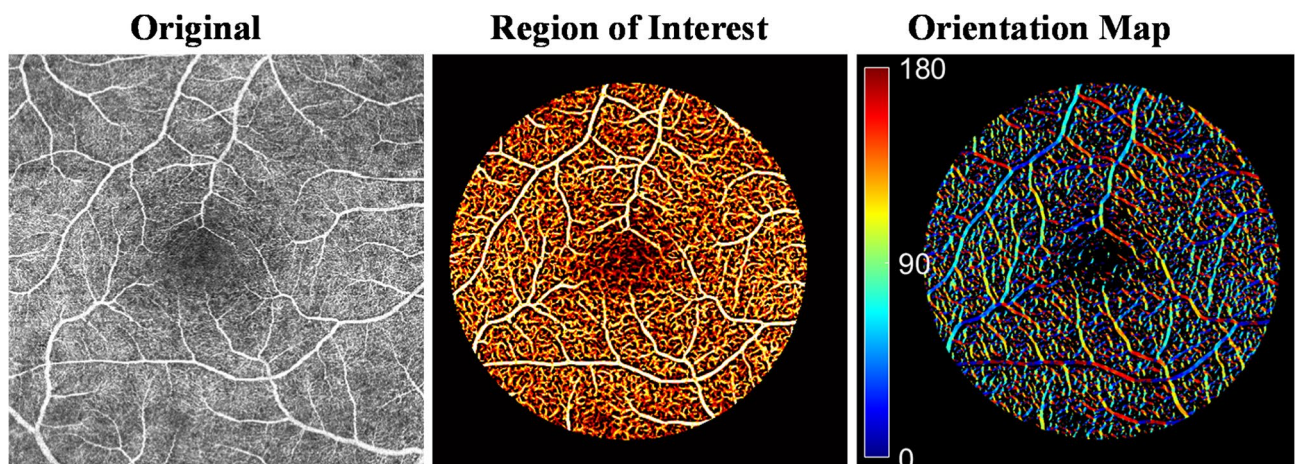 Original
Region of Interest
Orientation Map
180
90
0